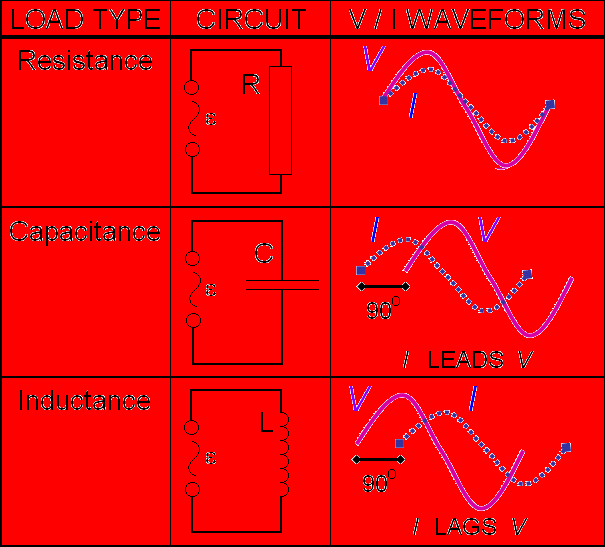 LOAD TYPE CIRCUIT V / I WAVEFORMS
Resistance
R
ε
V
I
Capacitance
C
ε
I
V
90°
I LEADS V
Inductance
L
ε
V
I
90°
I LAGS V